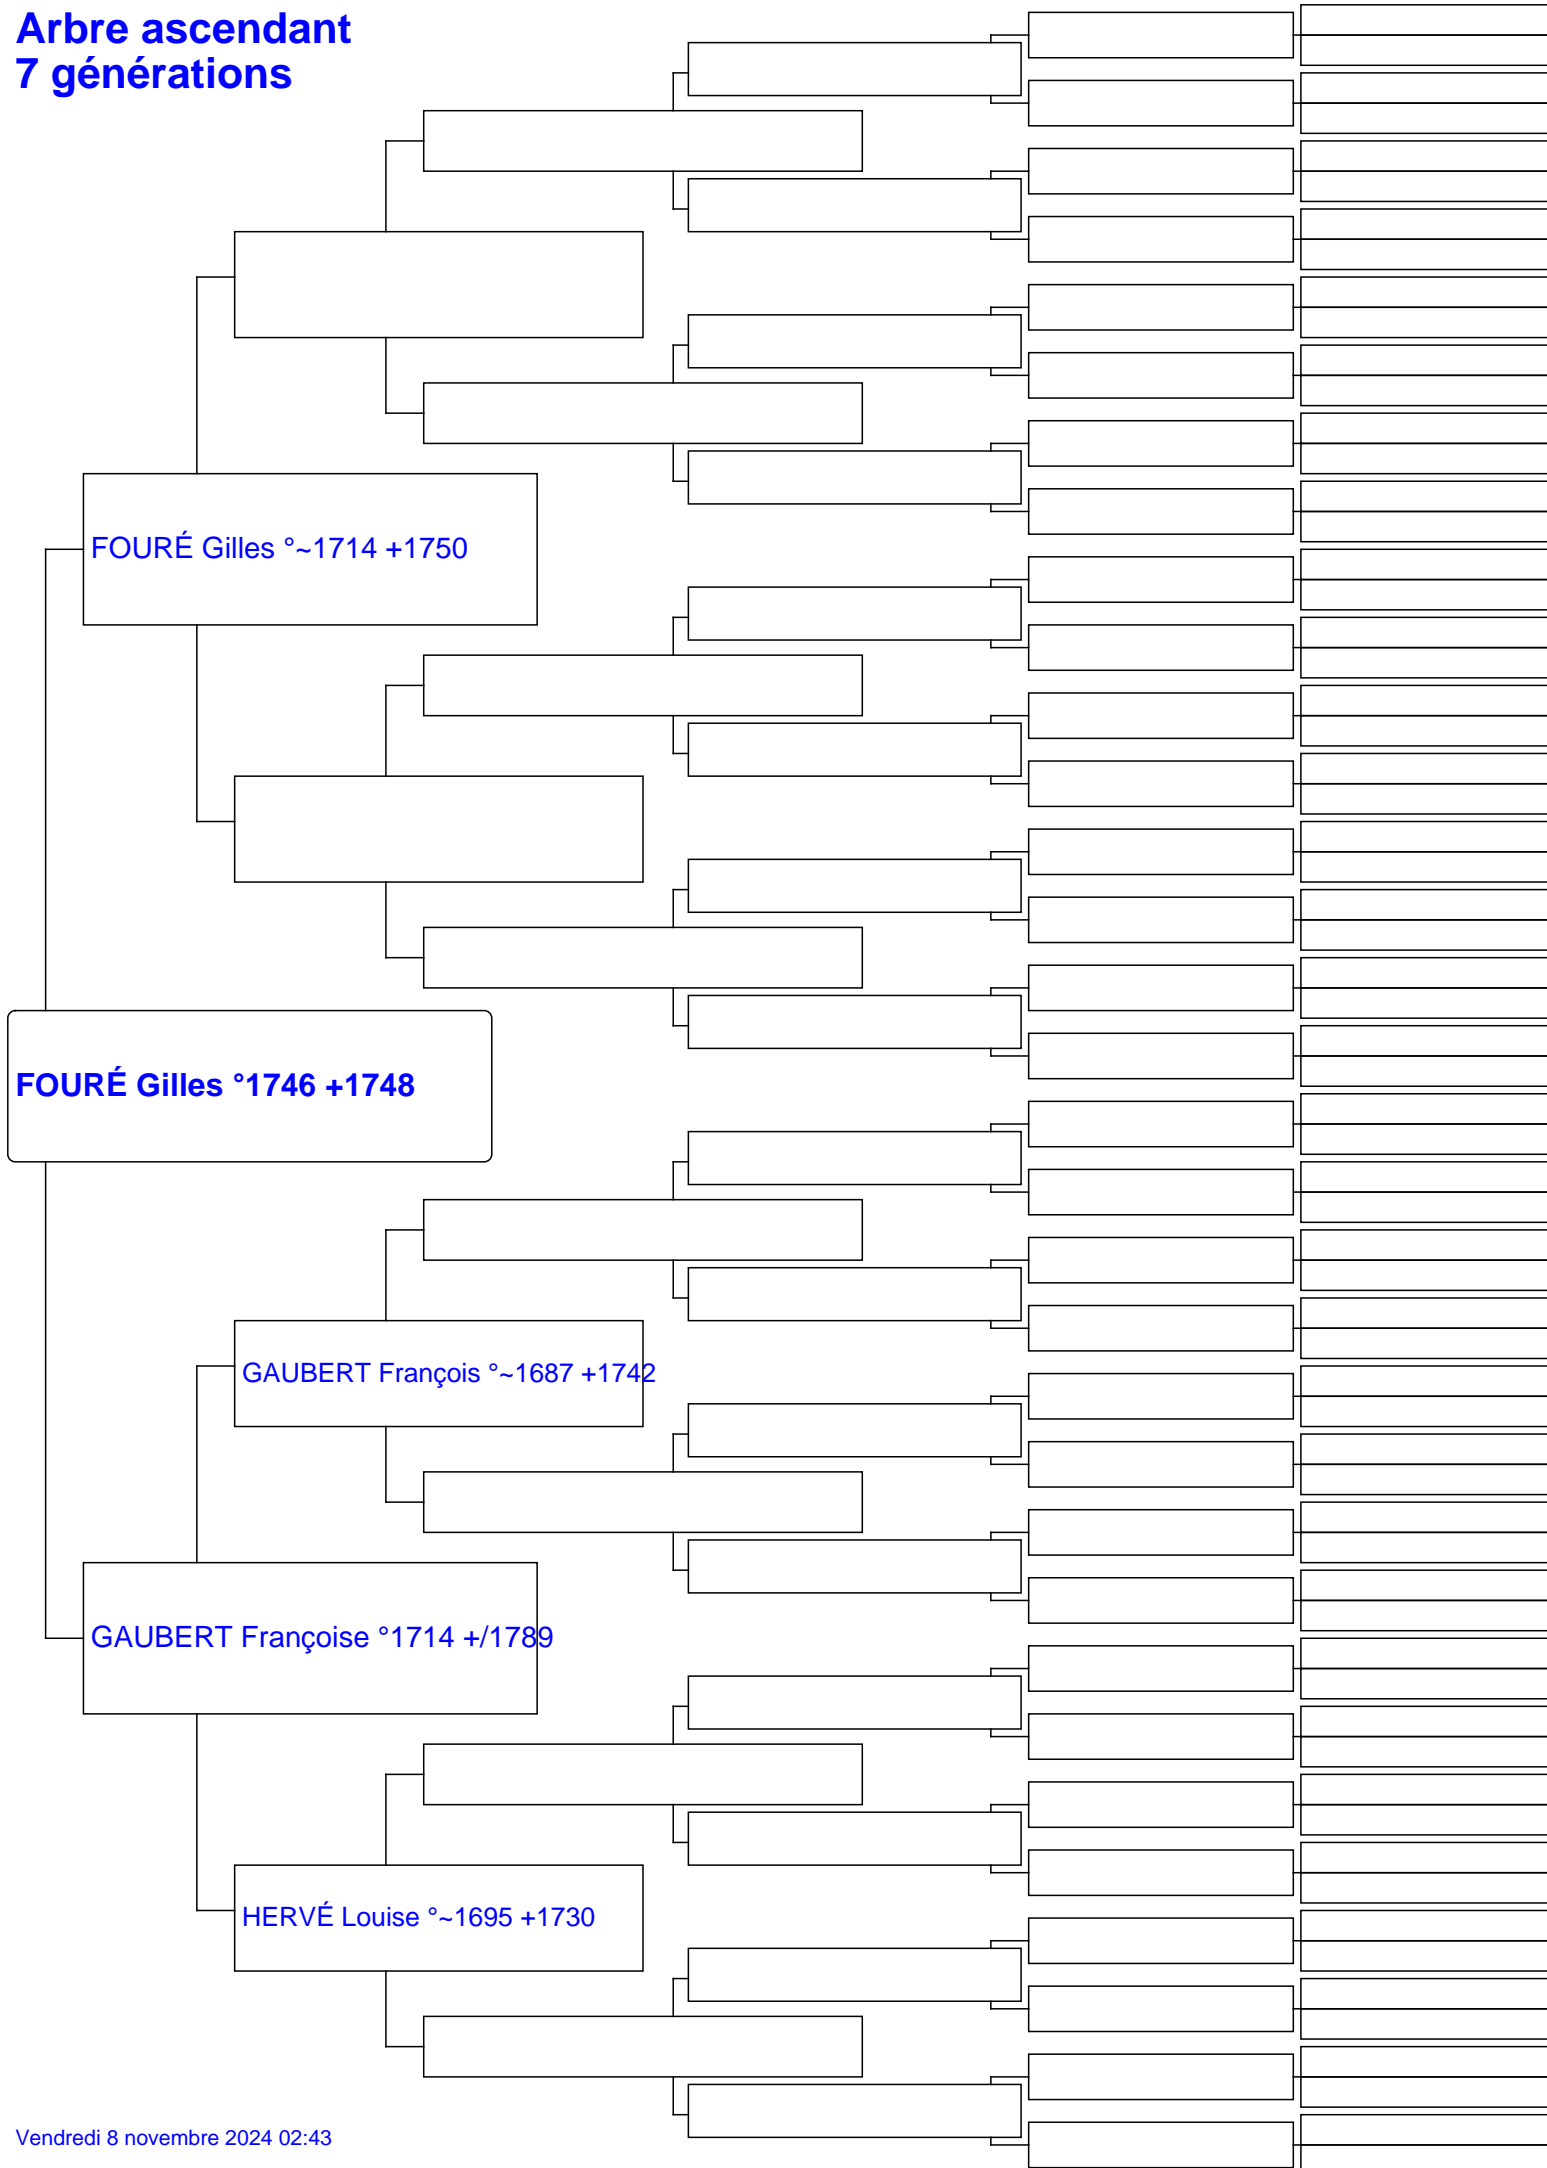 Arbre ascendant
7 générations
FOURÉ Gilles °~1714 +1750
FOURÉ Gilles °1746 +1748
GAUBERT François °~1687 +1742
GAUBERT Françoise °1714 +/1789
HERVÉ Louise °~1695 +1730
Vendredi 8 novembre 2024 02:43